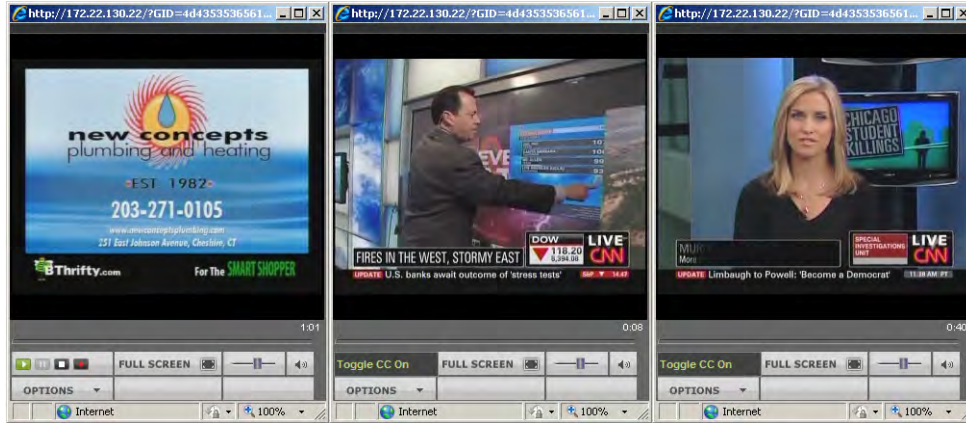 http://172.22.130.22/?GID=4d4353536561...
new concepts
plumbing and heating
EST 1982
203-271-0105
www.newconceptsplumbing.com
251 East Johnson Avenue, Cheshire, CT
BThrifty.com
For The SMART SHOPPER
1:01
FULL SCREEN
OPTIONS
Internet
100%
http://172.22.130.22/?GID=4d4353536561...
FIRES IN THE WEST, STORMY EAST
DOW
118.20
LIVE
CNN
UPDATE U.S. banks await outcome of 'stress tests'
S&P 14.47
0:08
Toggle CC On
FULL SCREEN
OPTIONS
Internet
100%
http://172.22.130.22/?GID=4d4353536561...
CHICAGO
STUDENT
KILLINGS
More
SPECIAL
INVESTIGATIONS
UNIT
LIVE
CNN
UPDATE Limbaugh to Powell: 'Become a Democrat'
11:38 AM PT
0:40
Toggle CC On
FULL SCREEN
OPTIONS
Internet
100%